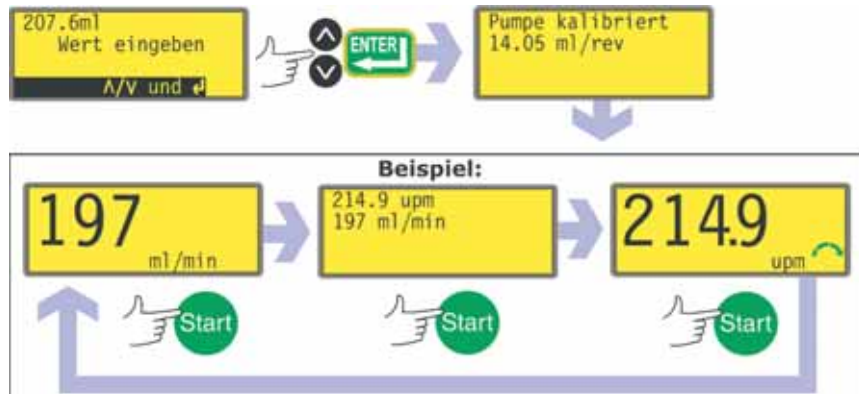 207.6ml
Wert eingeben
∧/∨ und ↲
ENTER
Pumpe kalibriert
14.05 ml/rev
Beispiel:
197
ml/min
214.9 upm
197 ml/min
214.9
upm
Start
Start
Start